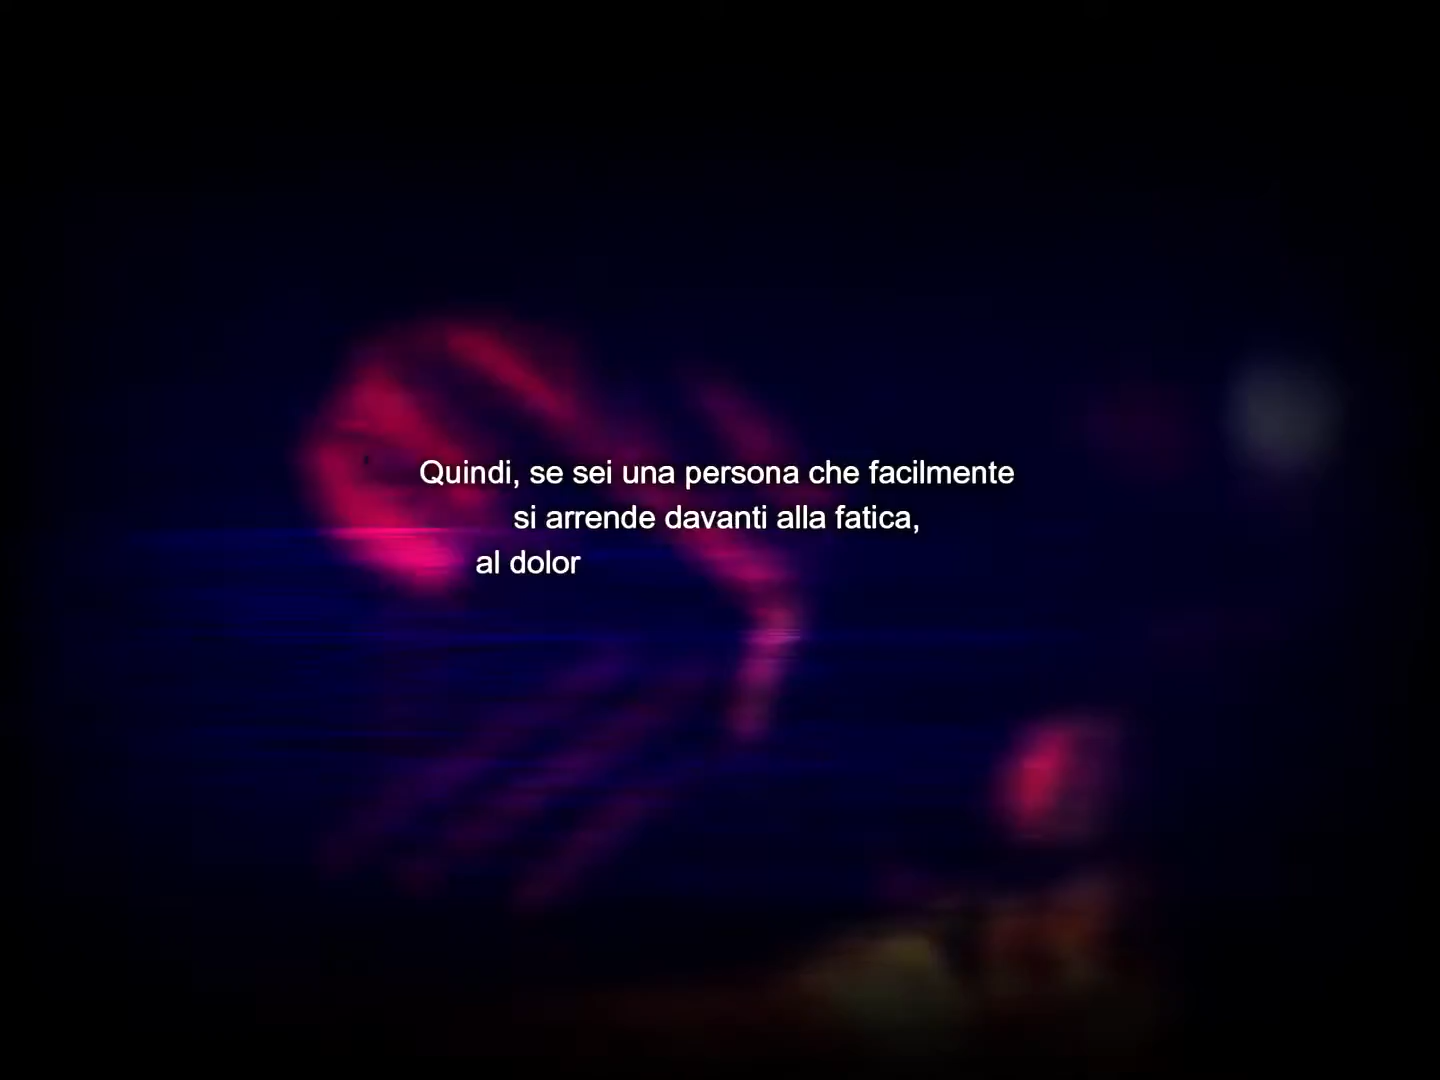 Quindi, se sei una persona che facilmente
si arrende davanti alla fatica,
al dolor